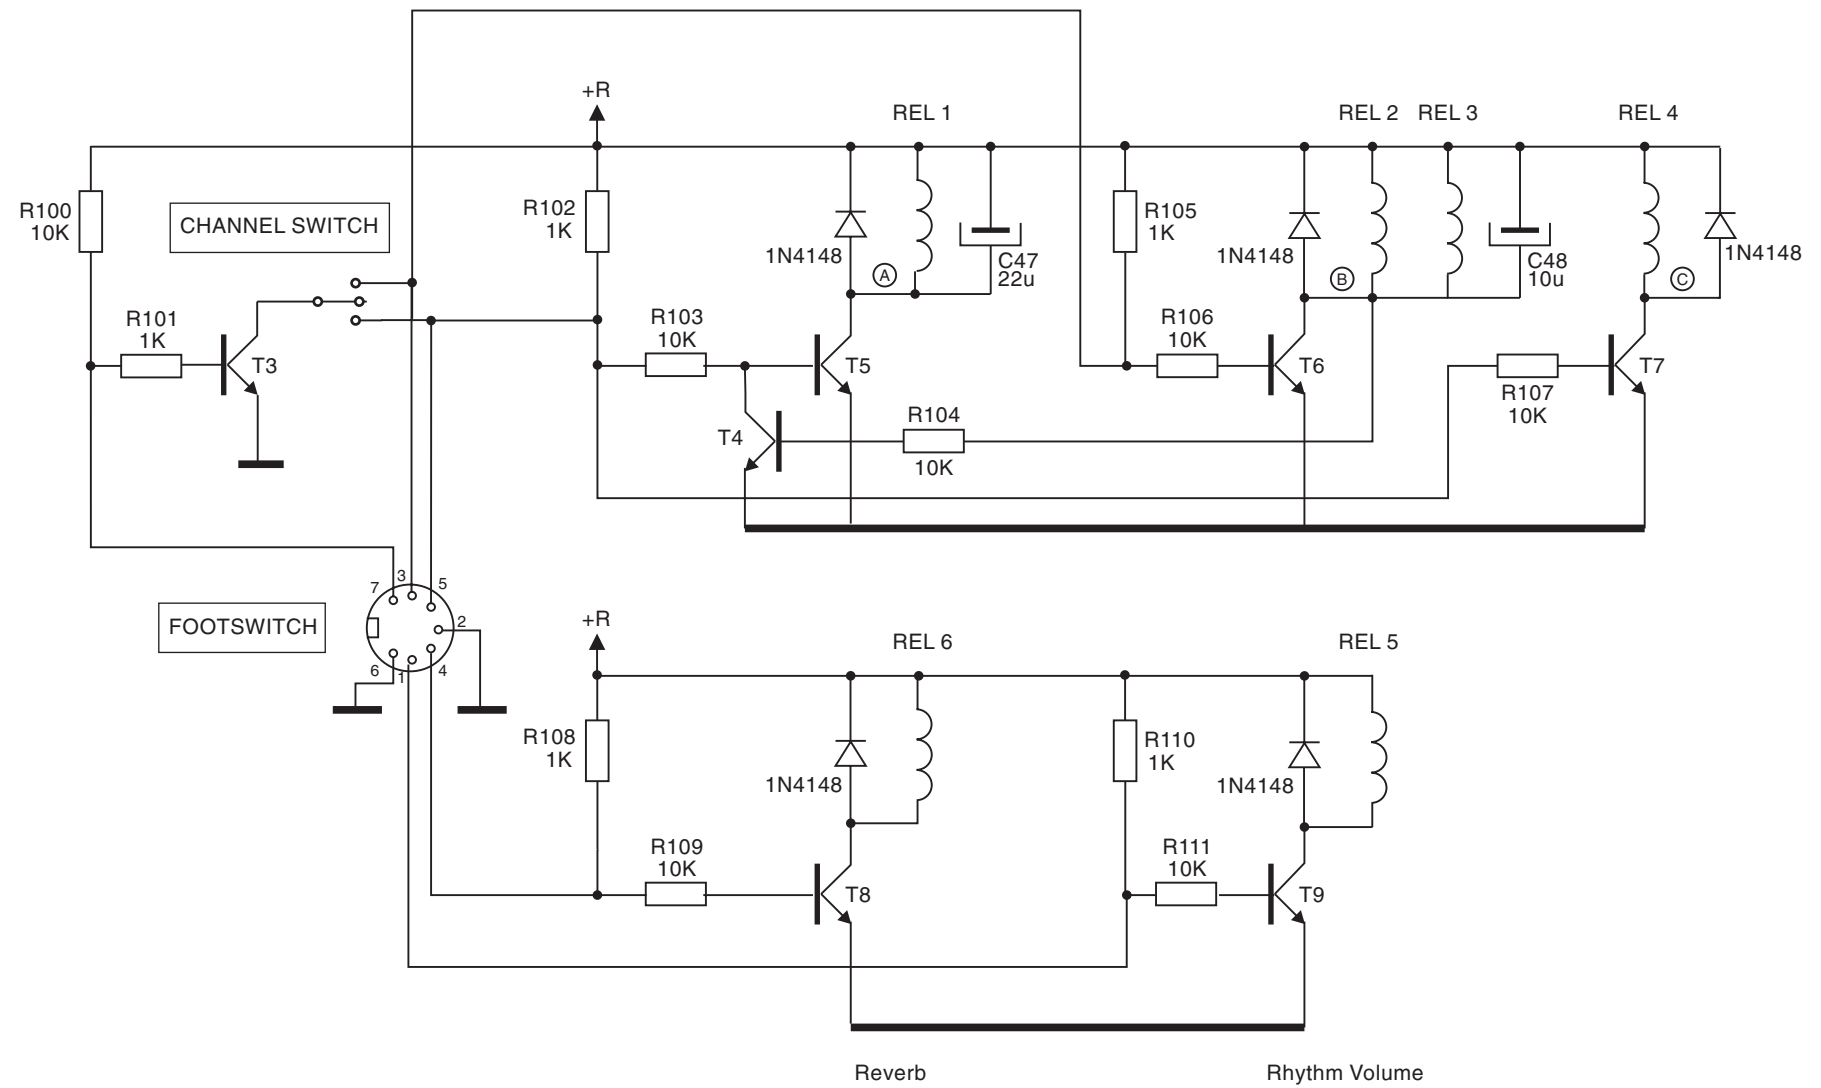 +R
REL 1
REL 2
REL 3
REL 4
R100
10K
CHANNEL SWITCH
R102
1K
1N4148
A
C47
22u
R105
1K
1N4148
B
C48
10u
C
1N4148
R101
1K
T3
R103
10K
T5
R106
10K
T6
R107
10K
T7
T4
R104
10K
FOOTSWITCH
7
3
5
2
6
1
4
+R
REL 6
REL 5
R108
1K
1N4148
R110
1K
1N4148
R109
10K
T8
R111
10K
T9
Reverb
Rhythm Volume